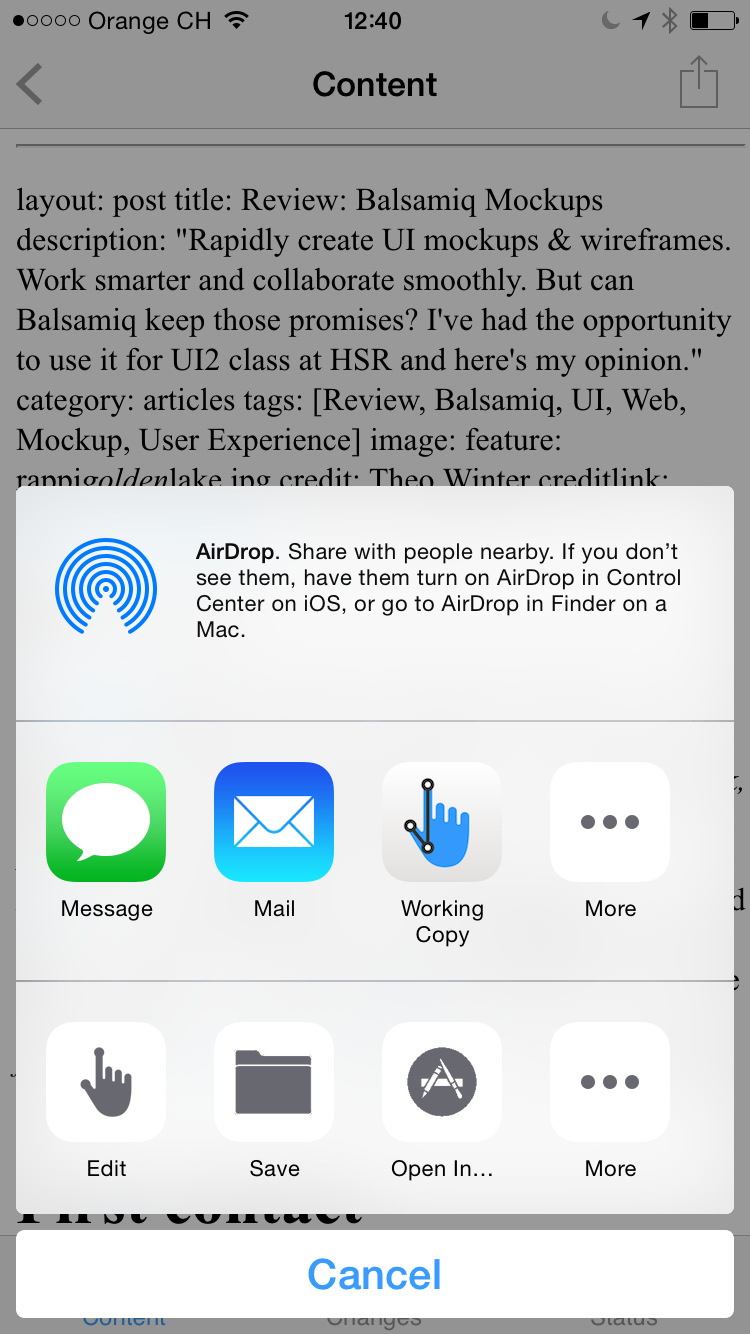 Orange CH 12:40
Content
layout: post title: Review: Balsamiq Mockups
description: "Rapidly create UI mockups & wireframes.
Work smarter and collaborate smoothly. But can
Balsamiq keep those promises? I've had the opportunity
to use it for UI2 class at HSR and here's my opinion."
category: articles tags: [Review, Balsamiq, UI, Web,
Mockup, User Experience] image: feature:
rappigoldenlake.jpg credit: Theo Winter creditlink:
AirDrop. Share with people nearby. If you don’t
see them, have them turn on AirDrop in Control
Center on iOS, or go to AirDrop in Finder on a
Mac.
Message Mail Working More
Copy
Edit Save Open In... More
First contact
Cancel
Content Changes Status